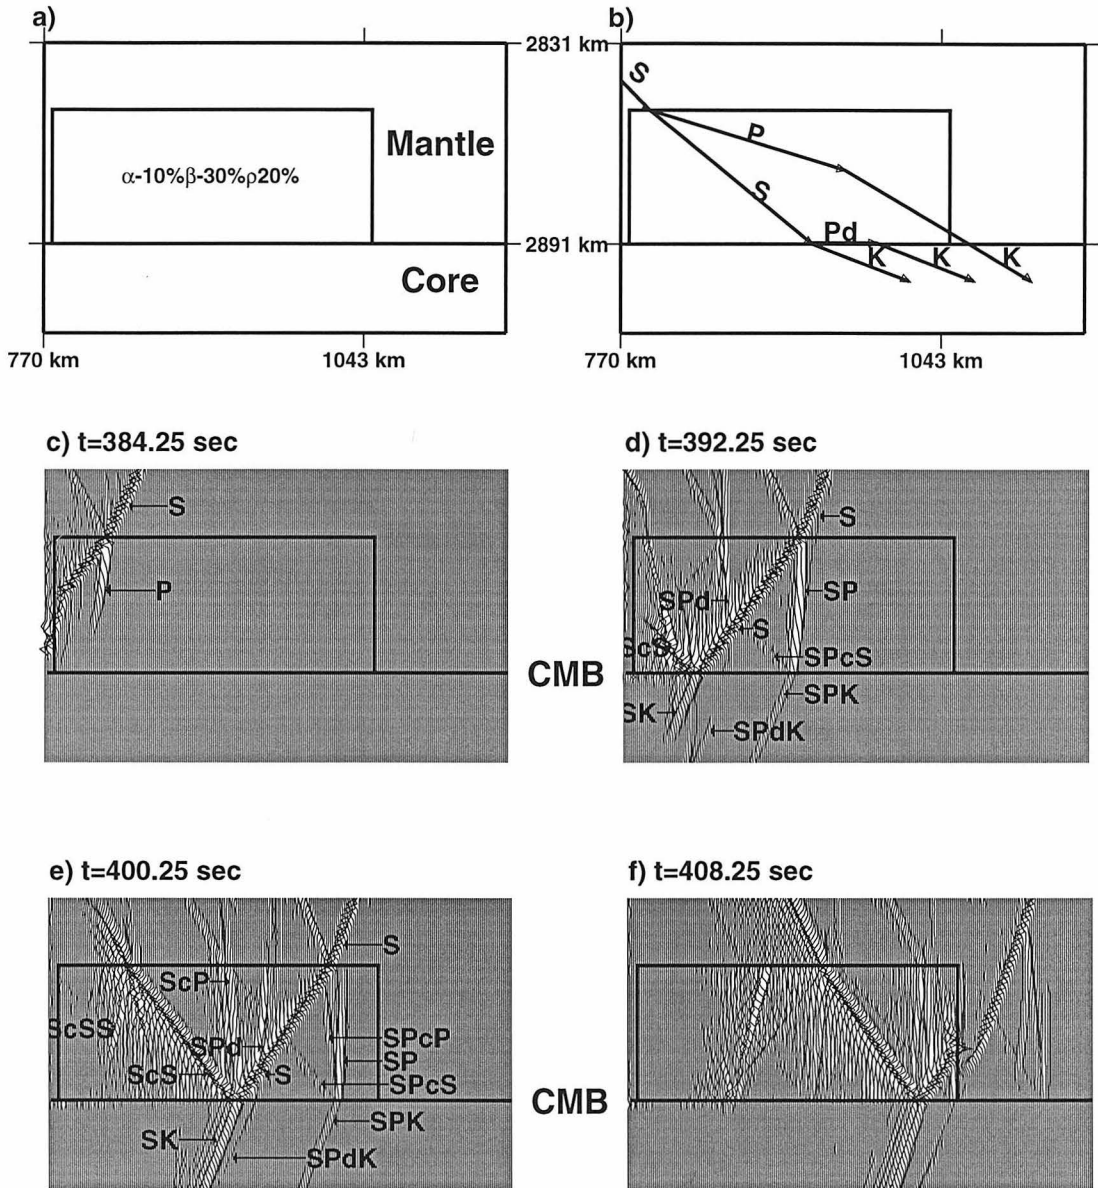 a)
b)
2831 km
Mantle
α-10%β-30%ρ20%
2891 km
Core
770 km
1043 km
S
P
S
Pd
K
K
K
770 km
1043 km
c) t=384.25 sec
S
P
d) t=392.25 sec
S
SPd
SP
S
ScS
SPcS
SPK
SK
SPdK
CMB
e) t=400.25 sec
S
ScP
ScSS
SPcP
SPd
SP
ScS
S
SPcS
SPK
SK
SPdK
f) t=408.25 sec
CMB